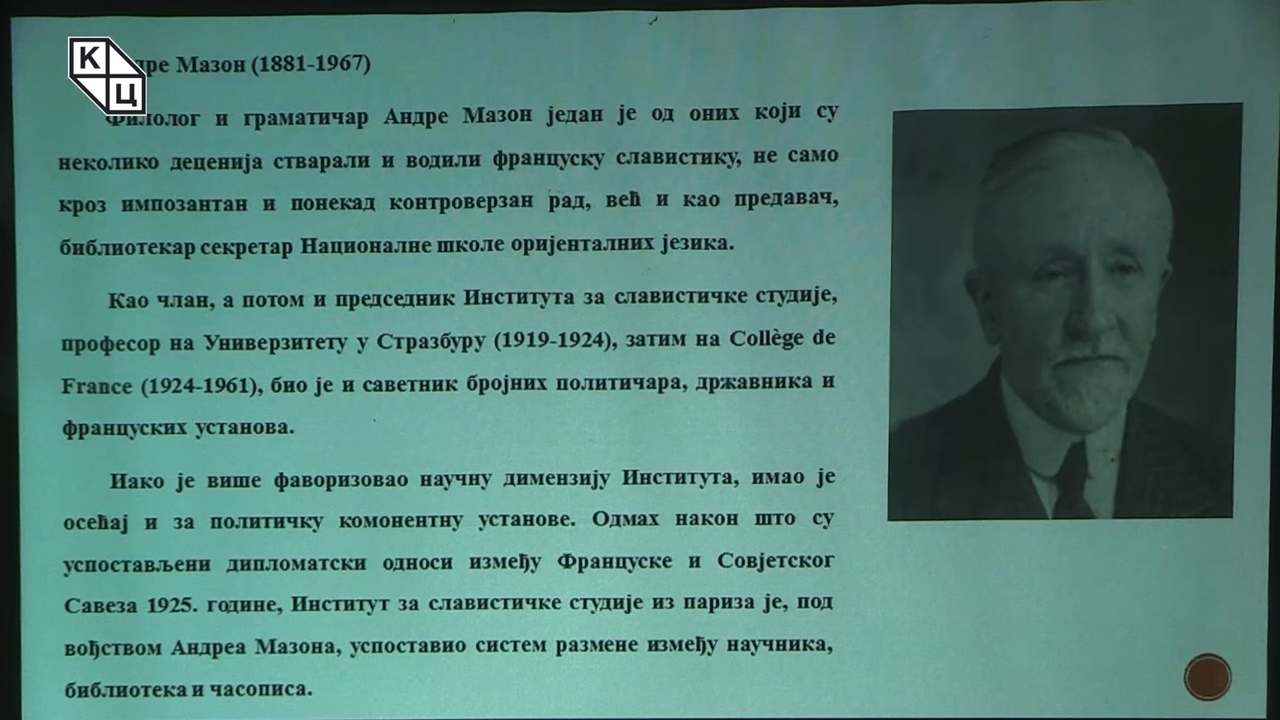 К
Ц
дре Мазон (1881-1967)
Филолог и граматичар Андре Мазон један је од оних који су
неколико деценија стварали и водили француску славистику, не само
кроз импозантан и понекад контроверзан рад, већ и као предавач,
библиотекар секретар Националне школе оријенталних језика.
Као члан, а потом и председник Института за славистичке студије,
професор на Универзитету у Стразбуру (1919-1924), затим на Collège de
France (1924-1961), био је и саветник бројних политичара, државника и
француских установа.
Иако је више фаворизовао научну димензију Института, имао је
осећај и за политичку комонентну установе. Одмах након што су
успостављени дипломатски односи између Француске и Совјетског
Савеза 1925. године, Институт за славистичке студије из париза је, под
вођством Андреа Мазона, успоставио систем размене између научника,
библиотека и часописа.